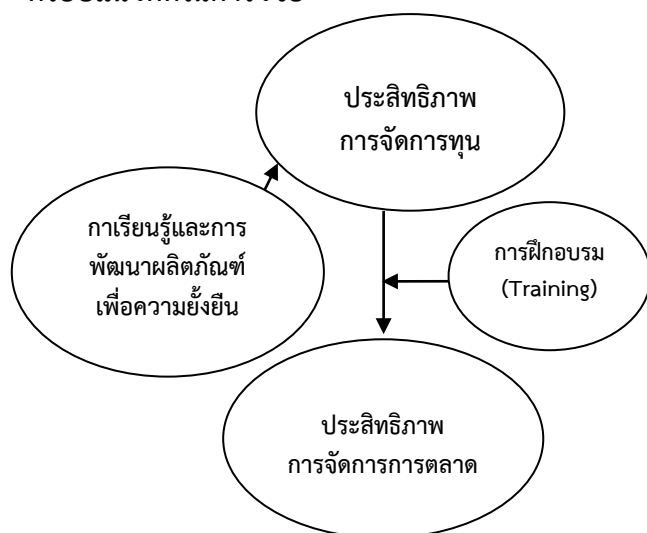 ประสิทธิภาพ
การจัดการทุน
กาเรียนรู้และการ
พัฒนาผลิตภัณฑ์
เพื่อความยั้งยืน
การฝึกอบรม
(Training)
ประสิทธิภาพ
การจัดการการตลาด